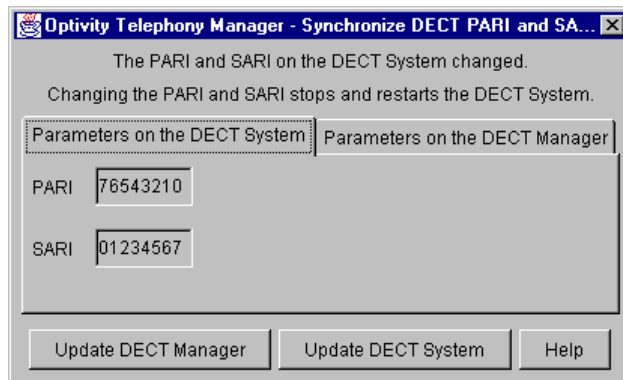 Optivity Telephony Manager - Synchronize DECT PARI and SA...
The PARI and SARI on the DECT System changed.
Changing the PARI and SARI stops and restarts the DECT System.
Parameters on the DECT System Parameters on the DECT Manager
PARI 76543210
SARI 01234567
Update DECT Manager Update DECT System Help